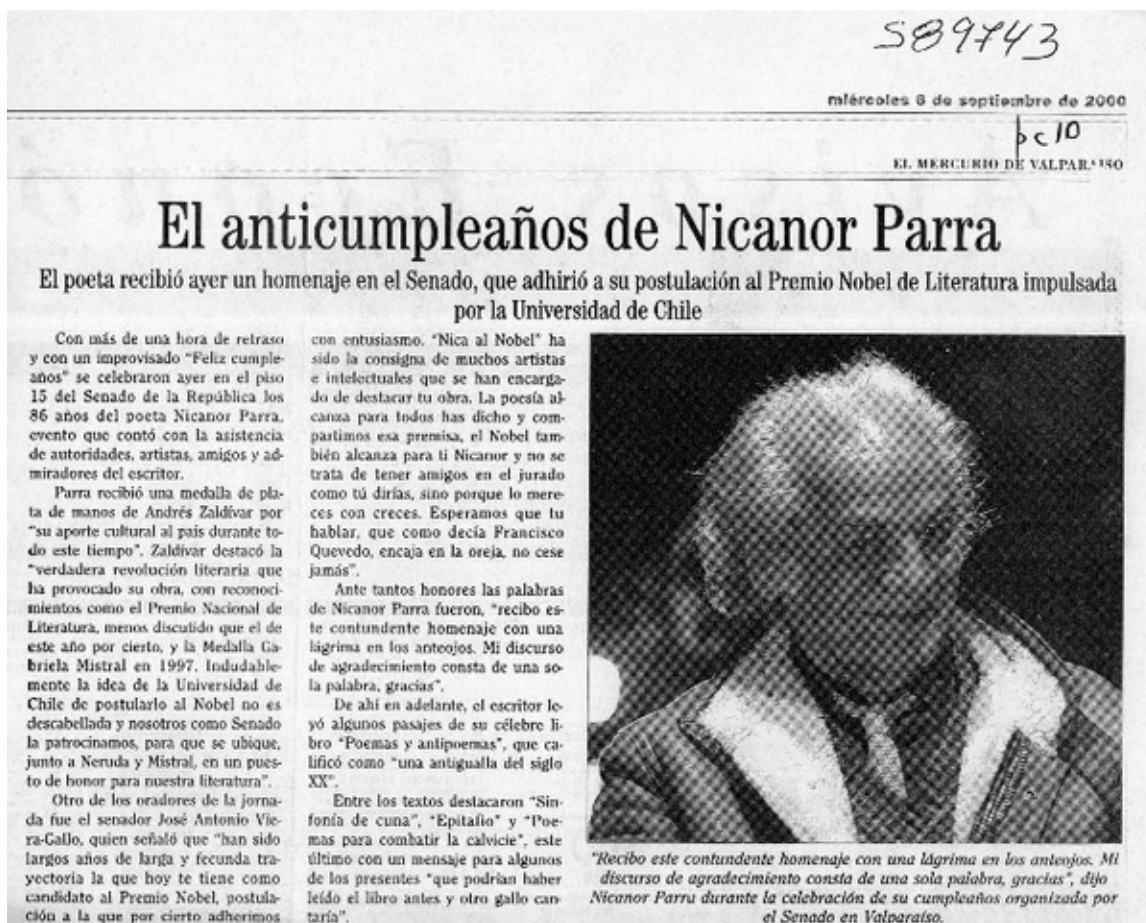 S89743
miércoles 6 de septiembre de 2000
pc10
EL MERCURIO DE VALPARAISO
El anticumpleaños de Nicanor Parra
El poeta recibió ayer un homenaje en el Senado, que adhirió a su postulación al Premio Nobel de Literatura impulsada
por la Universidad de Chile
Con más de una hora de retraso
y con un improvisado "Feliz cumple-
años" se celebraron ayer en el piso
15 del Senado de la República los
86 años del poeta Nicanor Parra,
evento que contó con la asistencia
de autoridades, artistas, amigos y ad-
miradores del escritor.
Parra recibió una medalla de pla-
ta de manos de Andrés Zaldívar por
"su aporte cultural al país durante to-
do este tiempo". Zaldívar destacó la
"verdadera revolución literaria que
ha provocado su obra, con reconoci-
mientos como el Premio Nacional de
Literatura, menos discutido que el de
este año por cierto, y la Medalla Ga-
briela Mistral en 1997. Indudable-
mente la idea de la Universidad de
Chile de postularlo al Nobel no es
descabellada y nosotros como Senado
la patrocinamos, para que se ubique,
junto a Neruda y Mistral, en un pues-
to de honor para nuestra literatura".
Otro de los oradores de la jorna-
da fue el senador José Antonio Vie-
ra-Gallo, quien señaló que "han sido
largos años de larga y fecunda tra-
yectoria la que hoy te tiene como
candidato al Premio Nobel, postula-
ción a la que por cierto adherimos
con entusiasmo. "Nica al Nobel" ha
sido la consigna de muchos artistas
e intelectuales que se han encarga-
do de destacar tu obra. La poesía al-
canza para todos has dicho y com-
partimos esa premisa, el Nobel tam-
bién alcanza para ti Nicanor y no se
trata de tener amigos en el jurado
como tú dirías, sino porque lo mere-
ces con creces. Esperamos que tu
hablar, que como decía Francisco
Quevedo, encaja en la oreja, no cese
jamás".
Ante tantos honores las palabras
de Nicanor Parra fueron, "recibo es-
te contundente homenaje con una
lágrima en los anteojos. Mi discurso
de agradecimiento consta de una so-
la palabra, gracias".
De ahí en adelante, el escritor le-
yó algunos pasajes de su célebre li-
bro "Poemas y antipoemas", que ca-
lificó como "una antigualla del siglo
XX".
Entre los textos destacaron "Sin-
fonía de cuna", "Epitafio" y "Poe-
mas para combatir la calvicie", este
último con un mensaje para algunos
de los presentes "que podrían haber
leído el libro antes y otro gallo can-
taría".
"Recibo este contundente homenaje con una lágrima en los anteojos. Mi
discurso de agradecimiento consta de una sola palabra, gracias", dijo
Nicanor Parra durante la celebración de su cumpleaños organizada por
el Senado en Valparaíso.